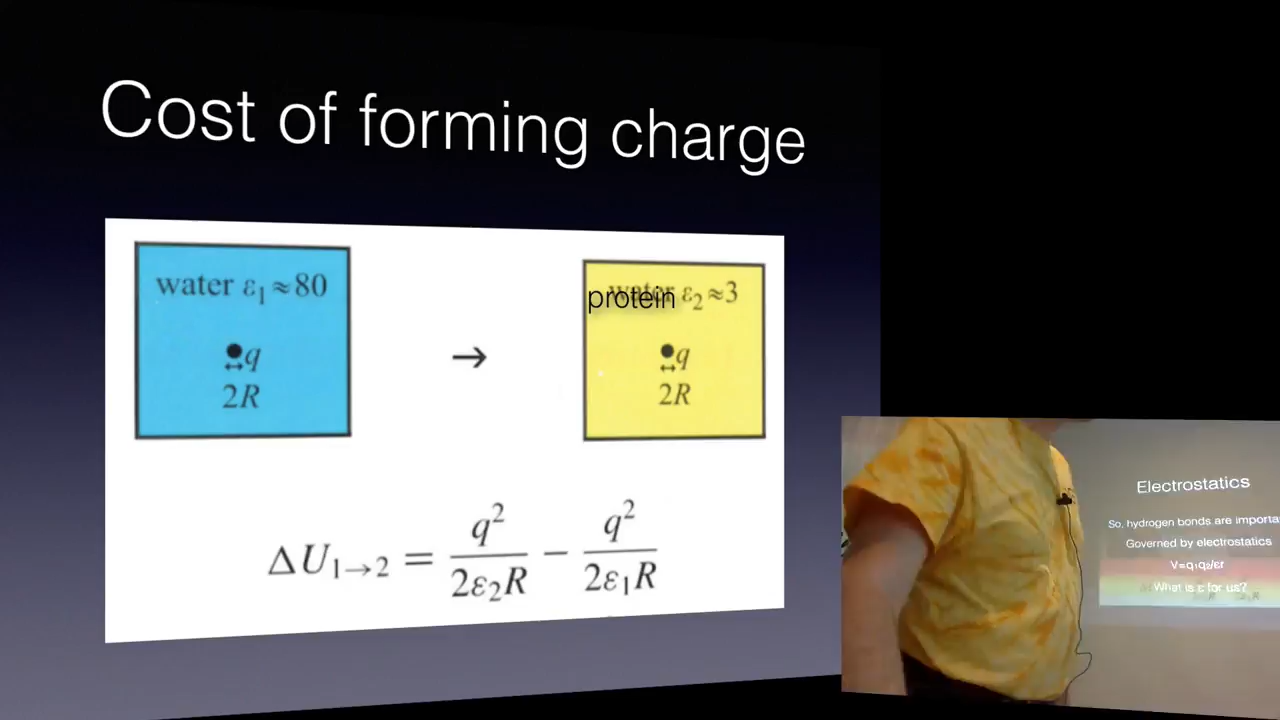 Cost of forming charge
water ε₁≈80
q
2R
→
protein
water ε₂≈3
q
2R
ΔU₁→₂ = q²/2ε₂R − q²/2ε₁R
Electrostatics
So, hydrogen bonds are importa
Governed by electrostatics
V=q₁q₂/εr
What is ε for us?